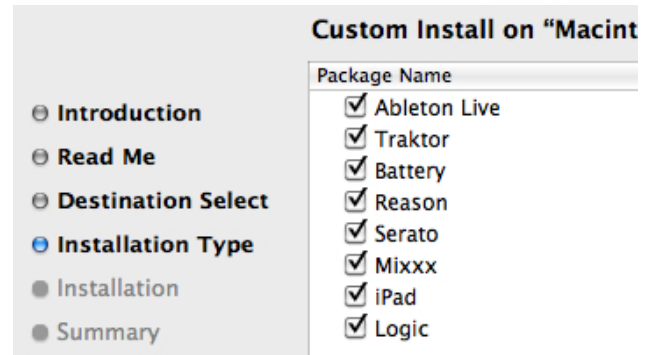 Custom Install on “Macint
Package Name
Introduction
Read Me
Destination Select
Installation Type
Installation
Summary
Ableton Live
Traktor
Battery
Reason
Serato
Mixxx
iPad
Logic